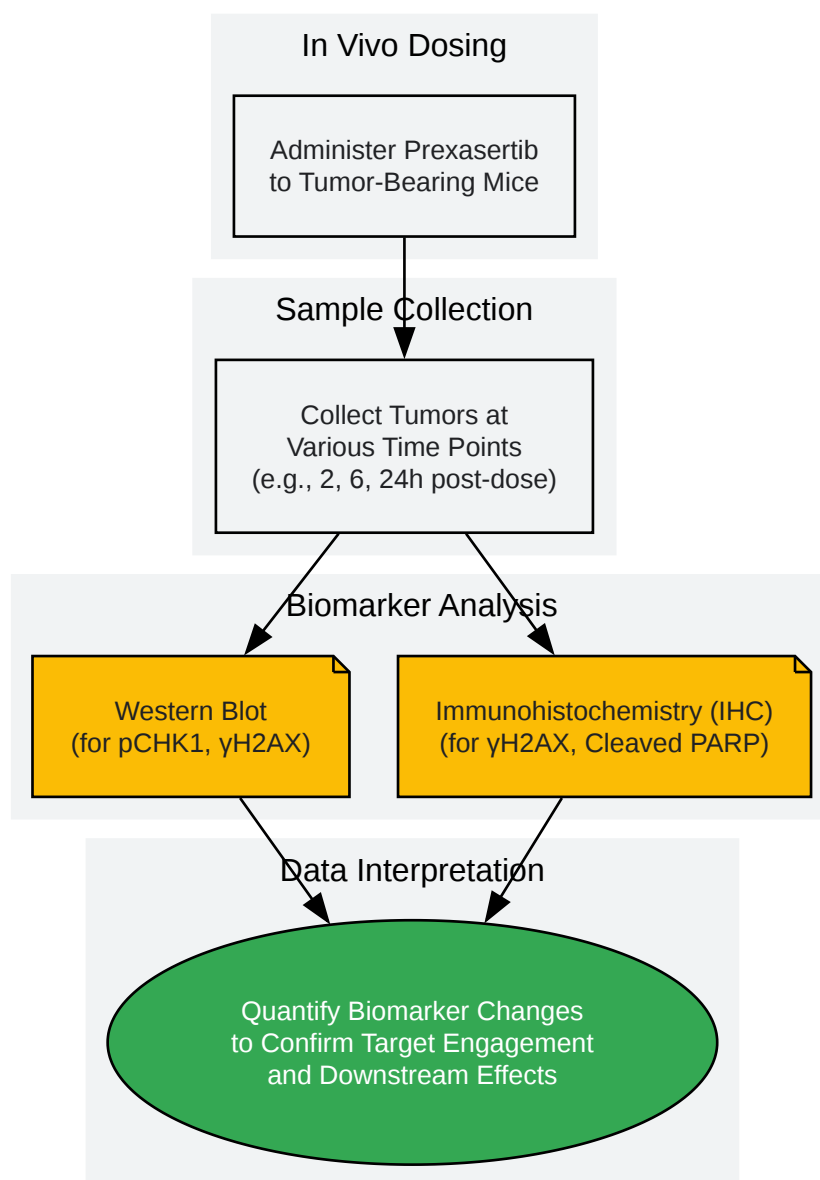 In Vivo Dosing
Administer Prexasertib
to Tumor-Bearing Mice
Sample Collection
Collect Tumors at
Various Time Points
(e.g., 2, 6, 24h post-dose)
Biomarker Analysis
Western Blot
(for pCHK1, γH2AX)
Immunohistochemistry (IHC)
(for γH2AX, Cleaved PARP)
Data Interpretation
Quantify Biomarker Changes
to Confirm Target Engagement
and Downstream Effects